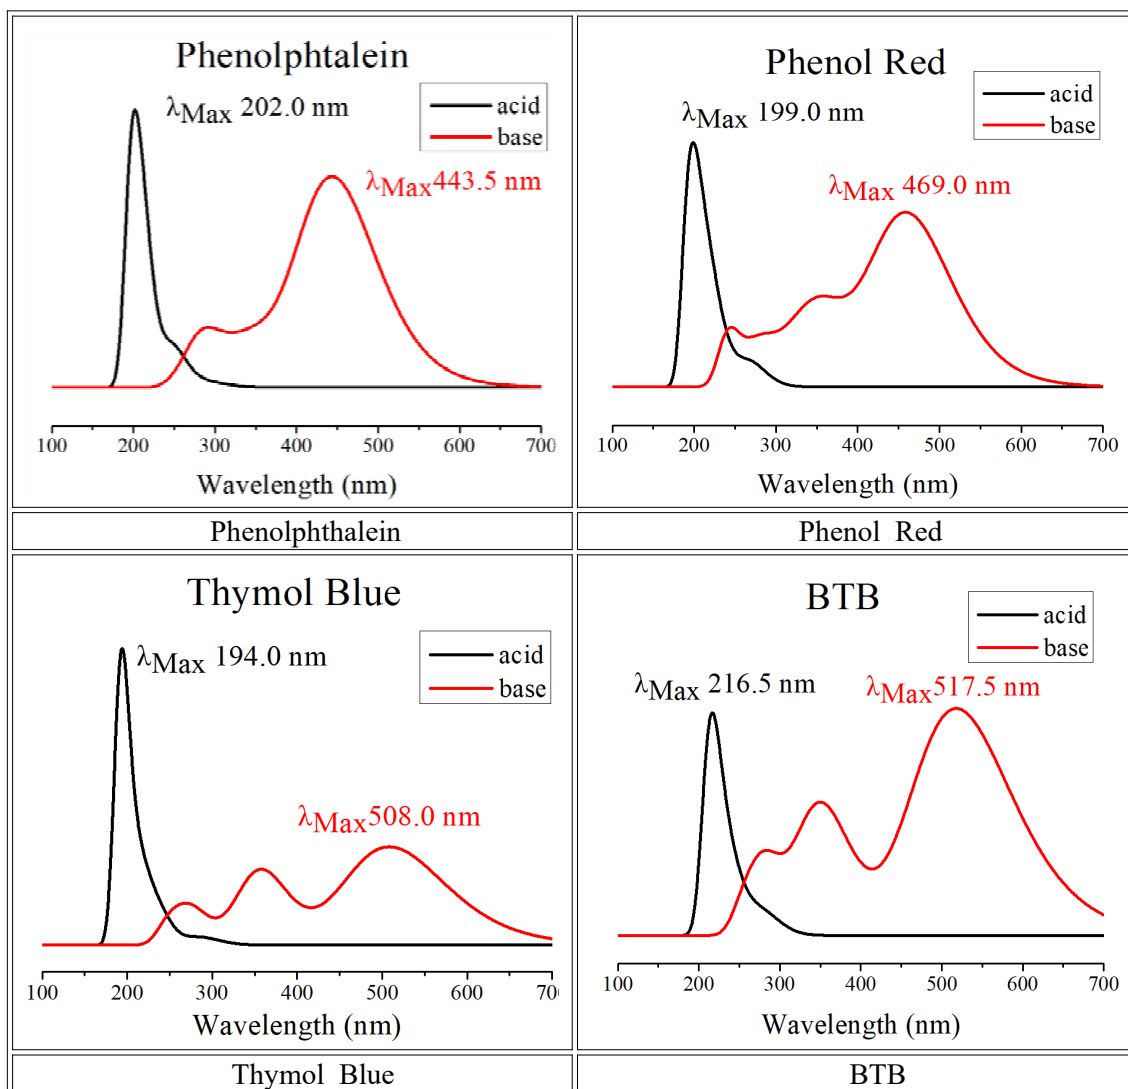 Phenolphtalein
λMax 202.0 nm
acid
base
λMax443.5 nm
100 200 300 400 500 600 700
Wavelength (nm)
Phenolphthalein
Phenol Red
λMax 199.0 nm
acid
base
λMax 469.0 nm
100 200 300 400 500 600 700
Wavelength (nm)
Phenol Red
Thymol Blue
λMax 194.0 nm
acid
base
λMax508.0 nm
100 200 300 400 500 600 700
Wavelength (nm)
Thymol Blue
BTB
acid
base
λMax 216.5 nm
λMax517.5 nm
100 200 300 400 500 600 700
Wavelength (nm)
BTB